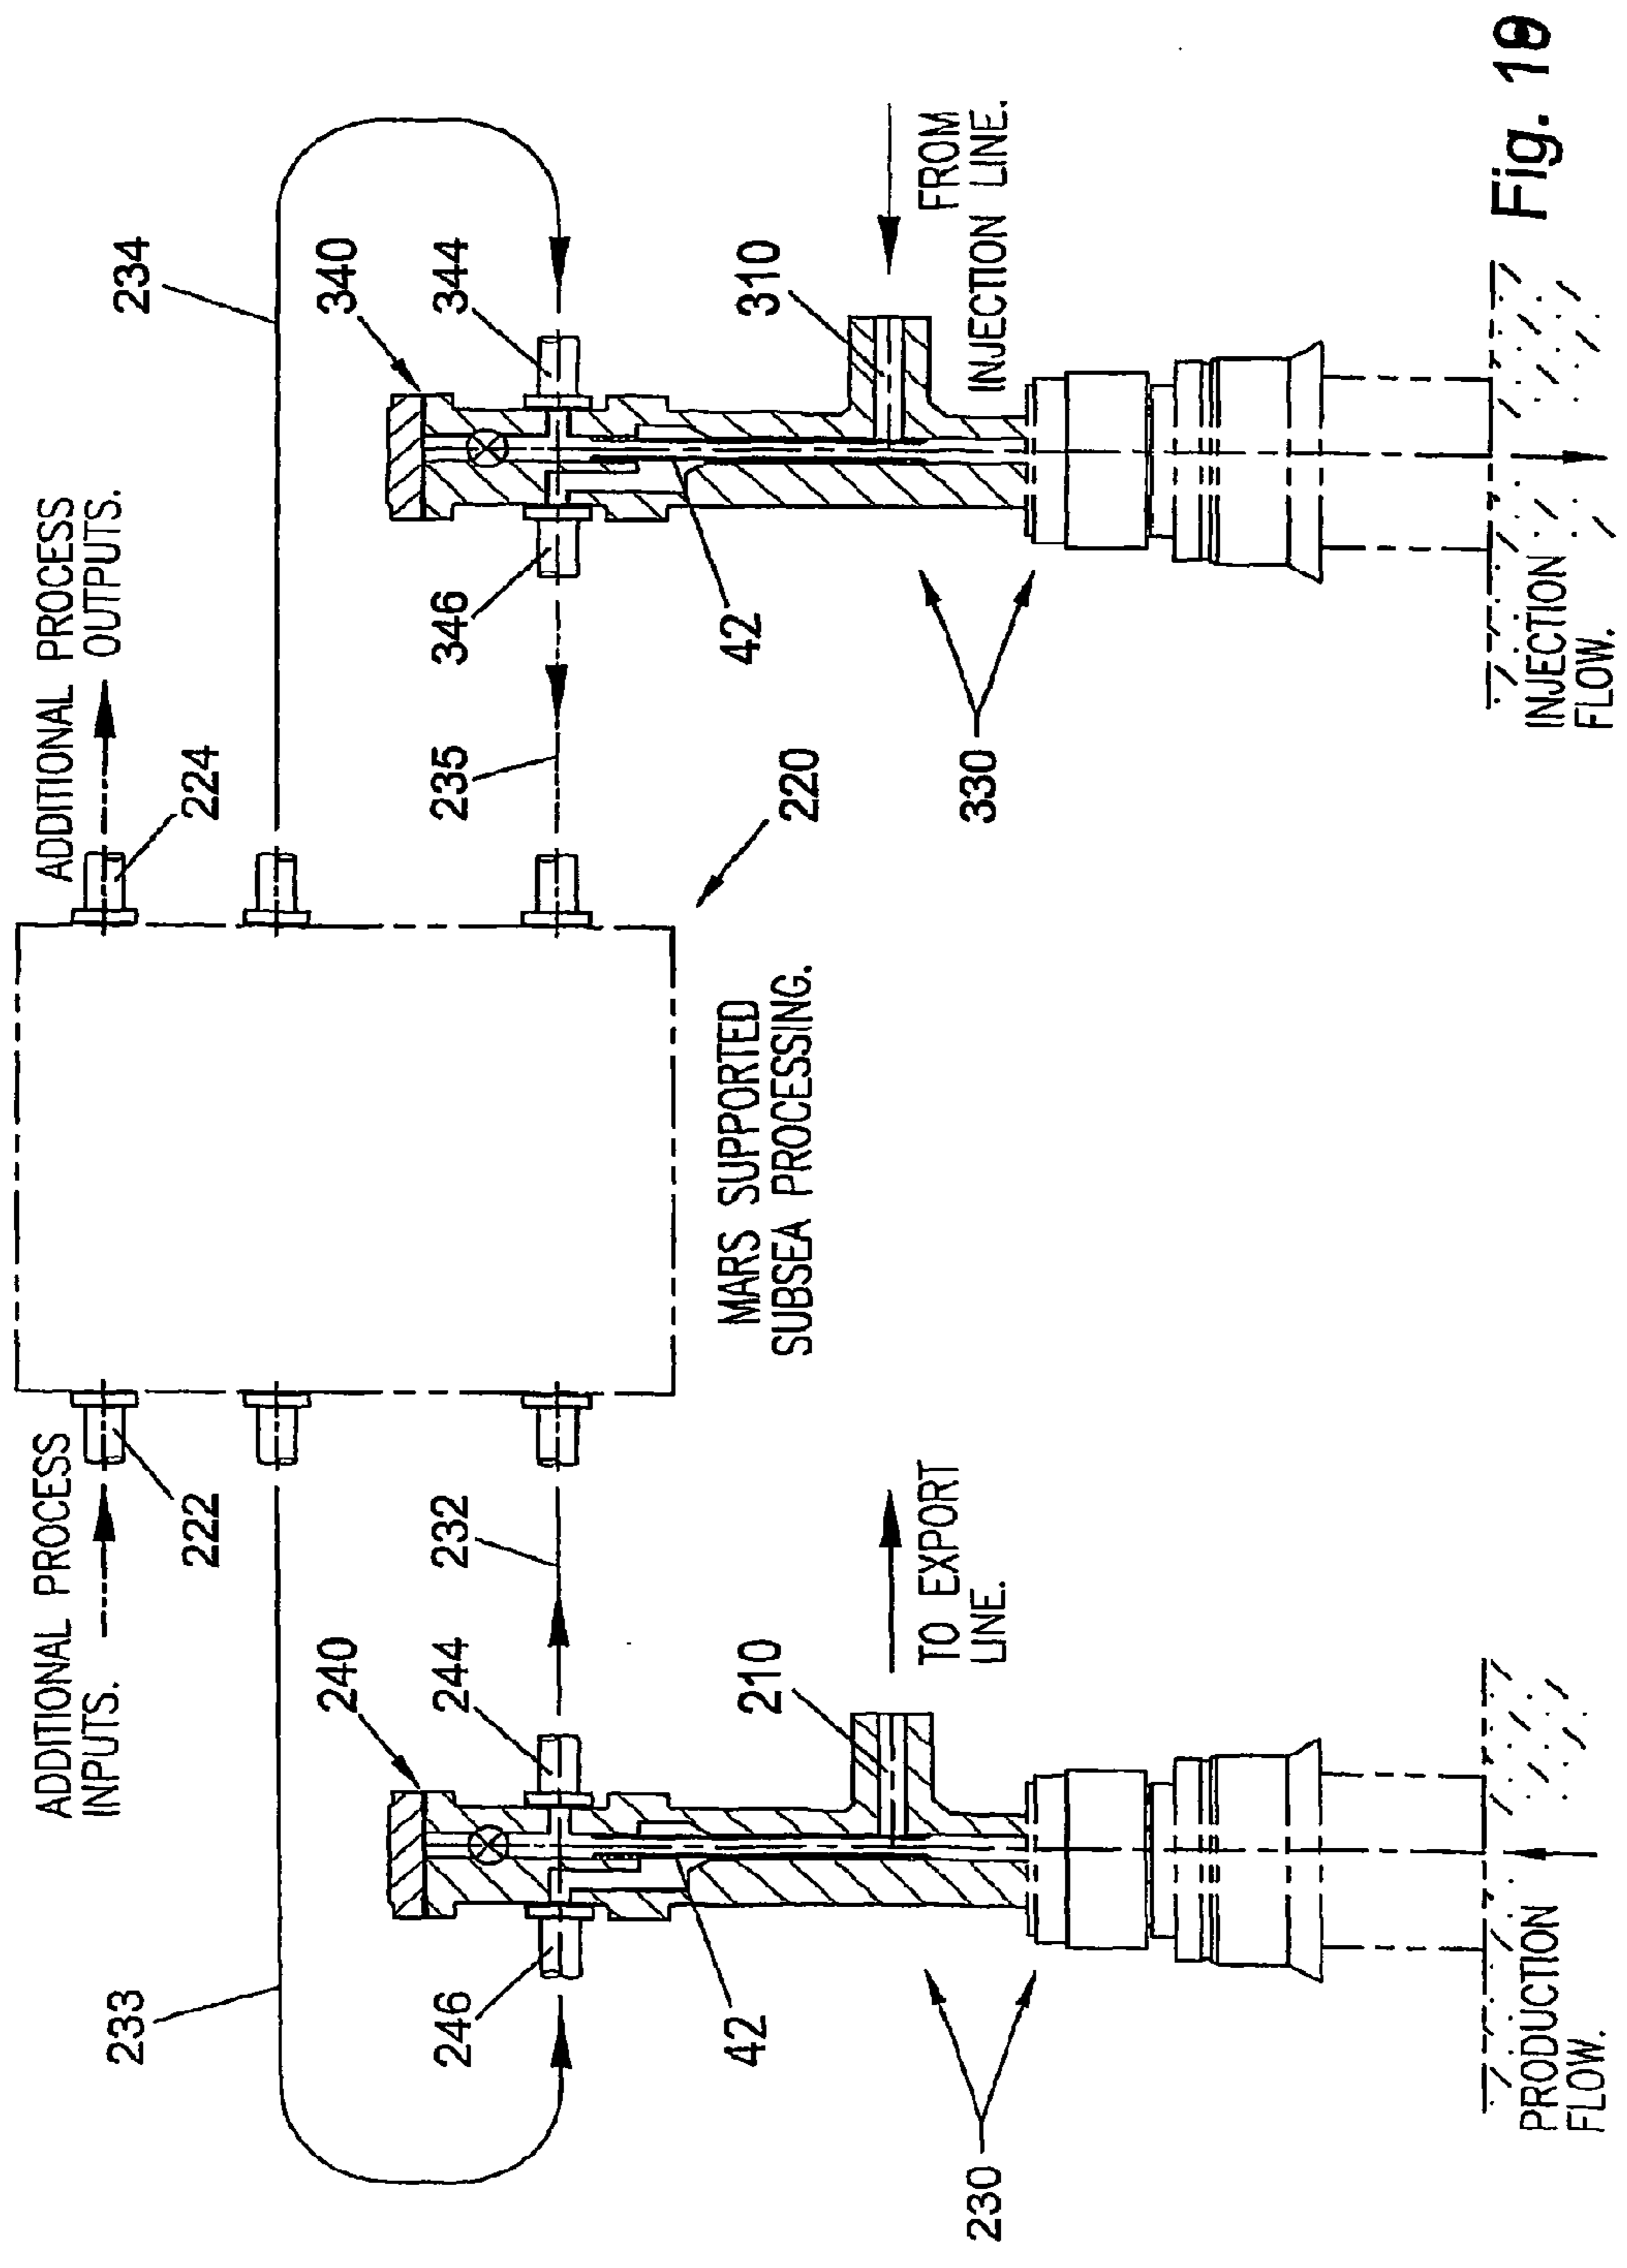 ADDITIONAL PROCESS
INPUTS.
ADDITIONAL PROCESS
OUTPUTS.
233
222
224
234
240
340
246
244
232
235
346
344
42
210
MARS SUPPORTED
SUBSEA PROCESSING.
220
42
310
230
TO EXPORT
LINE.
330
FROM
INJECTION LINE.
PRODUCTION
FLOW.
INJECTION
FLOW.
Fig.